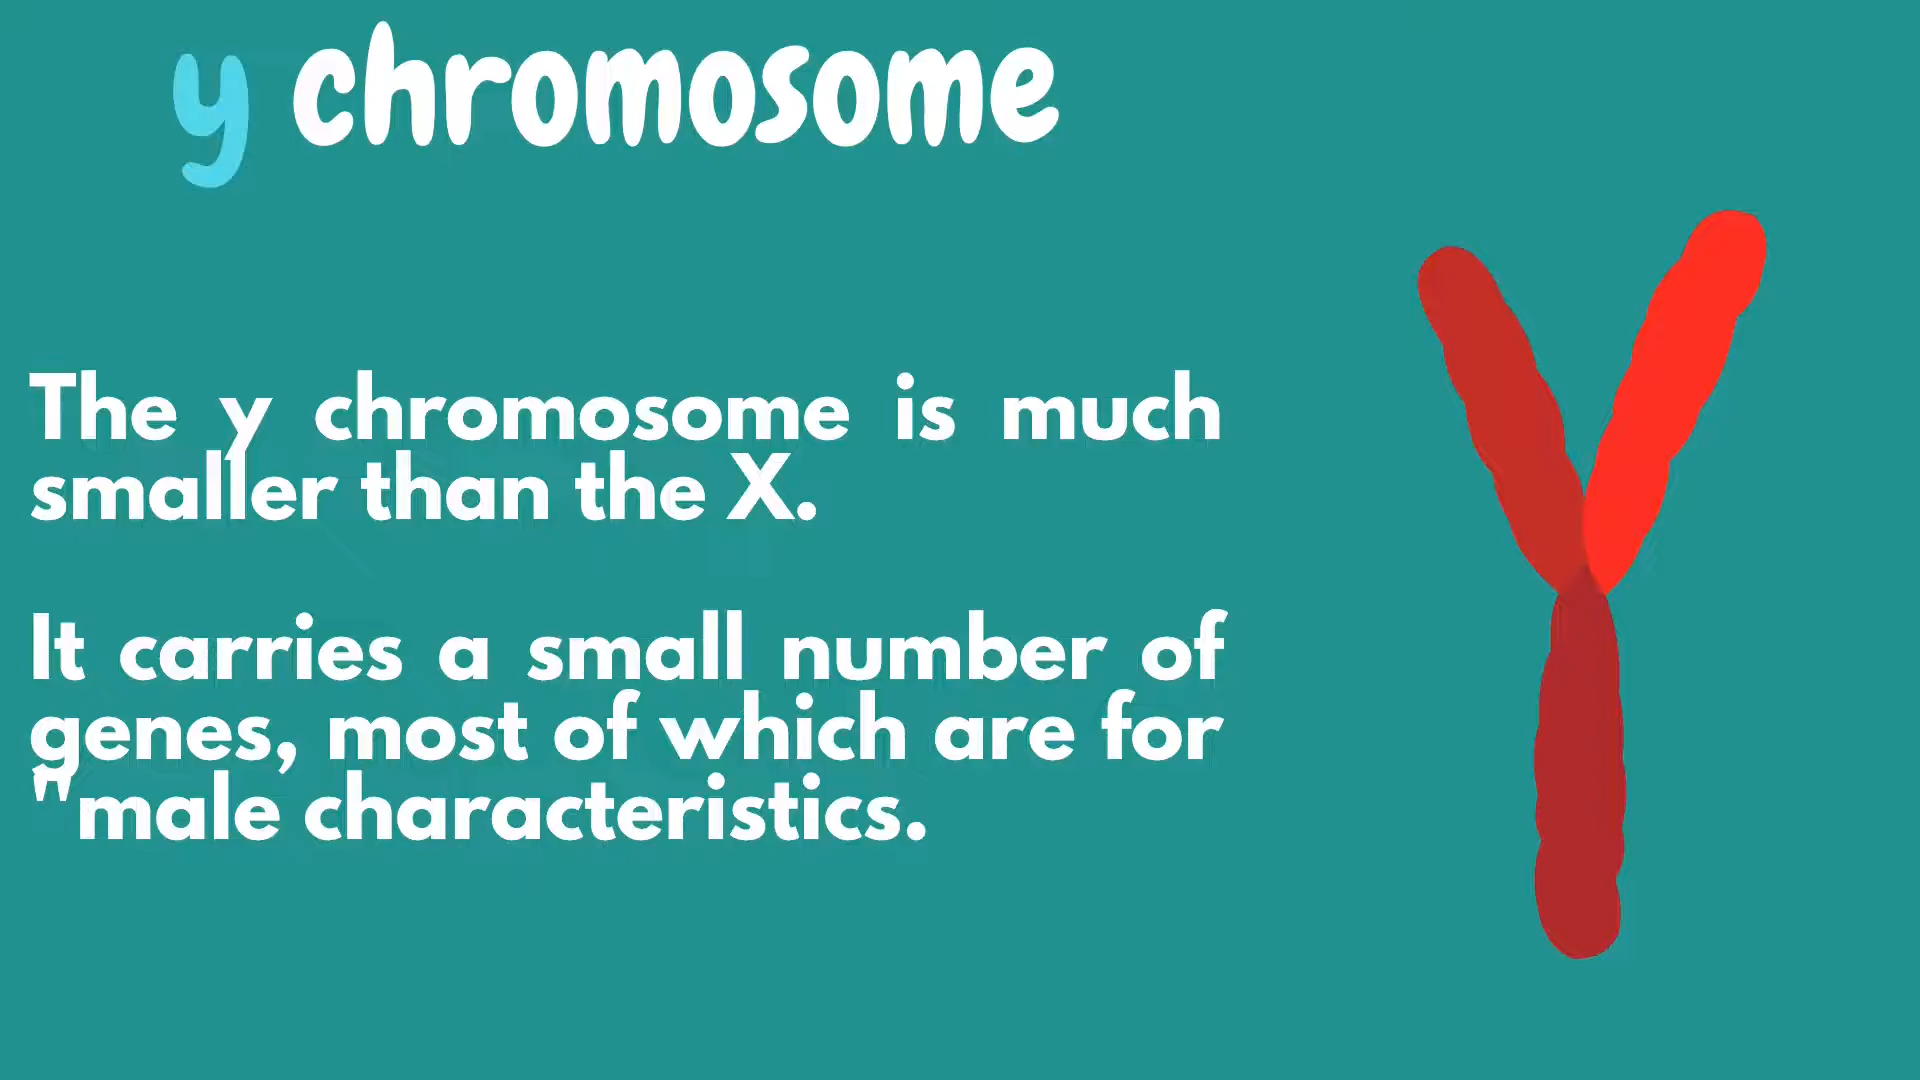 y chromosome
The y chromosome is much
smaller than the X.
It carries a small number of
genes, most of which are for
"male characteristics.